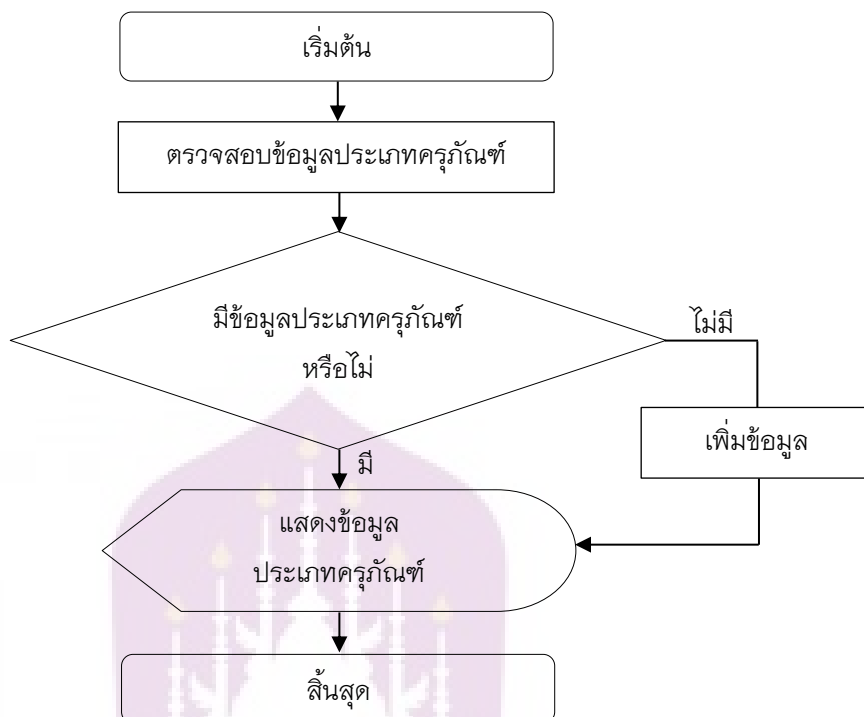 เริ่มต้น
ตรวจสอบข้อมูลประเภทครุภัณฑ์
มีข้อมูลประเภทครุภัณฑ์
หรือไม่
ไม่มี
เพิ่มข้อมูล
มี
แสดงข้อมูล
ประเภทครุภัณฑ์
สิ้นสุด